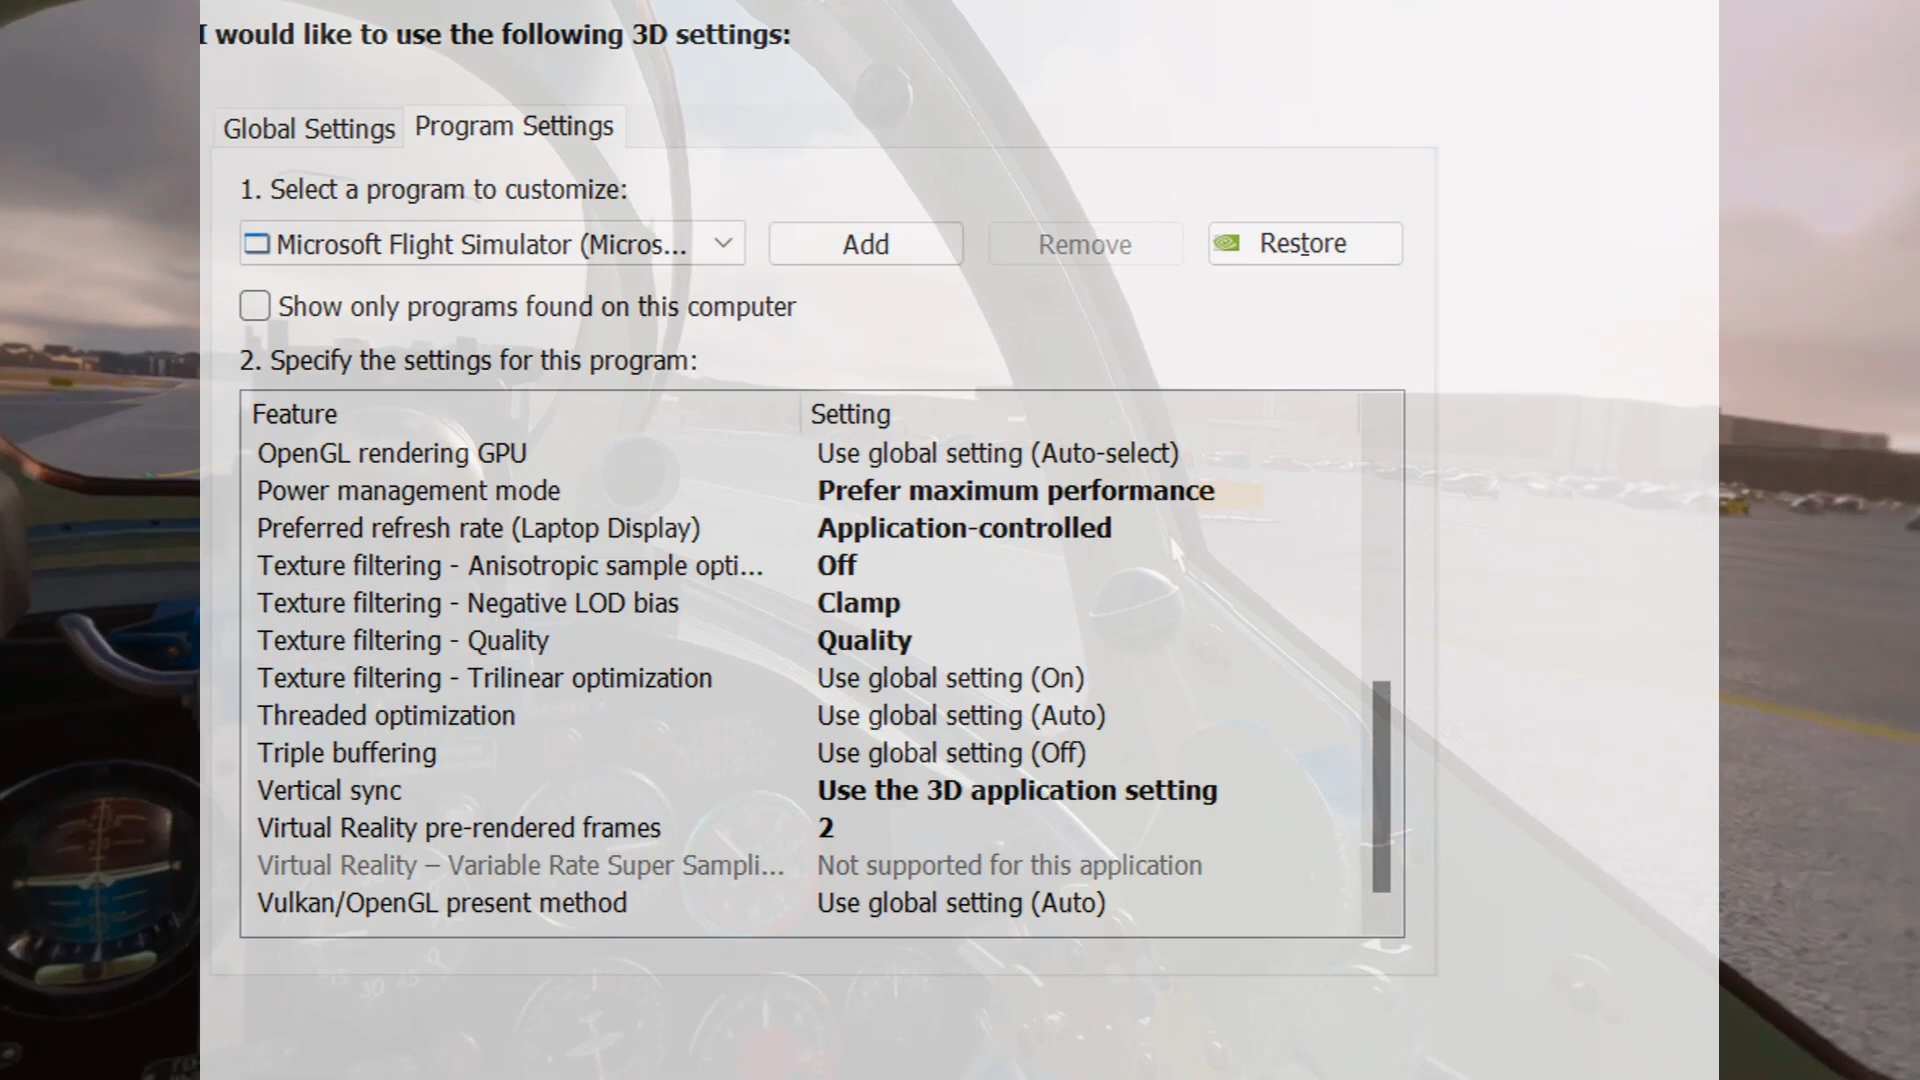 I would like to use the following 3D settings:
Global Settings
Program Settings
1. Select a program to customize:
Microsoft Flight Simulator (Micros...
Add
Remove
Restore
Show only programs found on this computer
2. Specify the settings for this program:
Feature Setting
OpenGL rendering GPU Use global setting (Auto-select)
Power management mode Prefer maximum performance
Preferred refresh rate (Laptop Display) Application-controlled
Texture filtering - Anisotropic sample opti... Off
Texture filtering - Negative LOD bias Clamp
Texture filtering - Quality Quality
Texture filtering - Trilinear optimization Use global setting (On)
Threaded optimization Use global setting (Auto)
Triple buffering Use global setting (Off)
Vertical sync Use the 3D application setting
Virtual Reality pre-rendered frames 2
Virtual Reality – Variable Rate Super Sampli... Not supported for this application
Vulkan/OpenGL present method Use global setting (Auto)
30